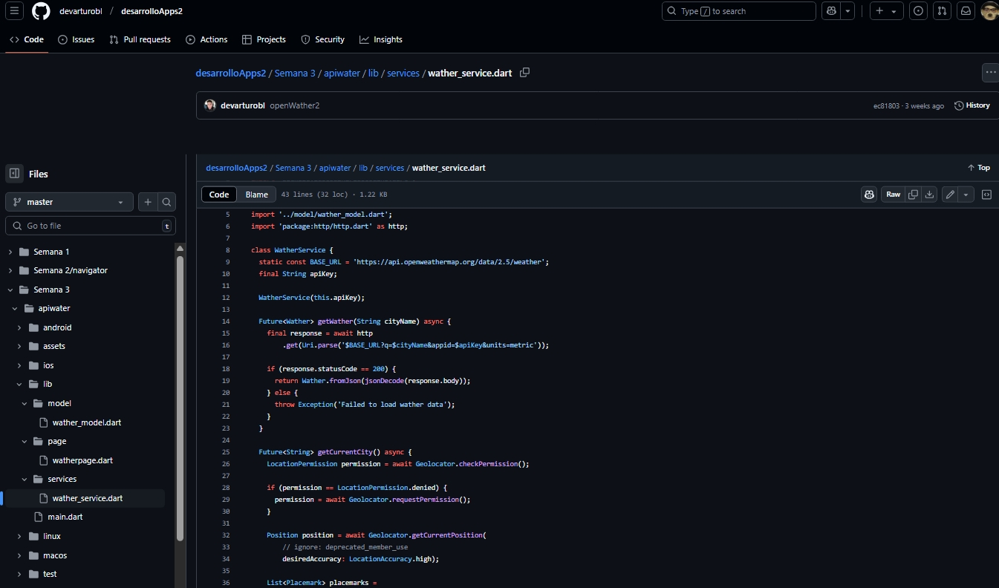 devarturobl / desarrolloApps2
Type / to search
Code Issues Pull requests Actions Projects Security Insights
desarrolloApps2 / Semana 3 / apiwater / lib / services / wather_service.dart
devarturobl openWather2
ec81803 · 3 weeks ago History
Files
master
Go to file t
Semana 1
Semana 2/navigator
Semana 3
apiwater
android
assets
ios
lib
model
wather_model.dart
page
watherpage.dart
services
wather_service.dart
main.dart
linux
macos
test
desarrolloApps2 / Semana 3 / apiwater / lib / services / wather_service.dart
Top
Code Blame 43 lines (32 loc) · 1.22 KB
Raw
5 import '../model/wather_model.dart';
6 import 'package:http/http.dart' as http;
7
8 class WatherService {
9 static const BASE_URL = 'https://api.openweathermap.org/data/2.5/weather';
10 final String apiKey;
11
12 WatherService(this.apiKey);
13
14 Future<Wather> getWather(String cityName) async {
15 final response = await http
16 .get(Uri.parse('$BASE_URL?q=$cityName&appid=$apiKey&units=metric'));
17
18 if (response.statusCode == 200) {
19 return Wather.fromJson(jsonDecode(response.body));
20 } else {
21 throw Exception('Failed to load wather data');
22 }
23 }
24
25 Future<String> getCurrentCity() async {
26 LocationPermission permission = await Geolocator.checkPermission();
27
28 if (permission == LocationPermission.denied) {
29 permission = await Geolocator.requestPermission();
30 }
31
32 Position position = await Geolocator.getCurrentPosition(
33 // ignore: deprecated_member_use
34 desiredAccuracy: LocationAccuracy.high);
35
36 List<Placemark> placemarks =